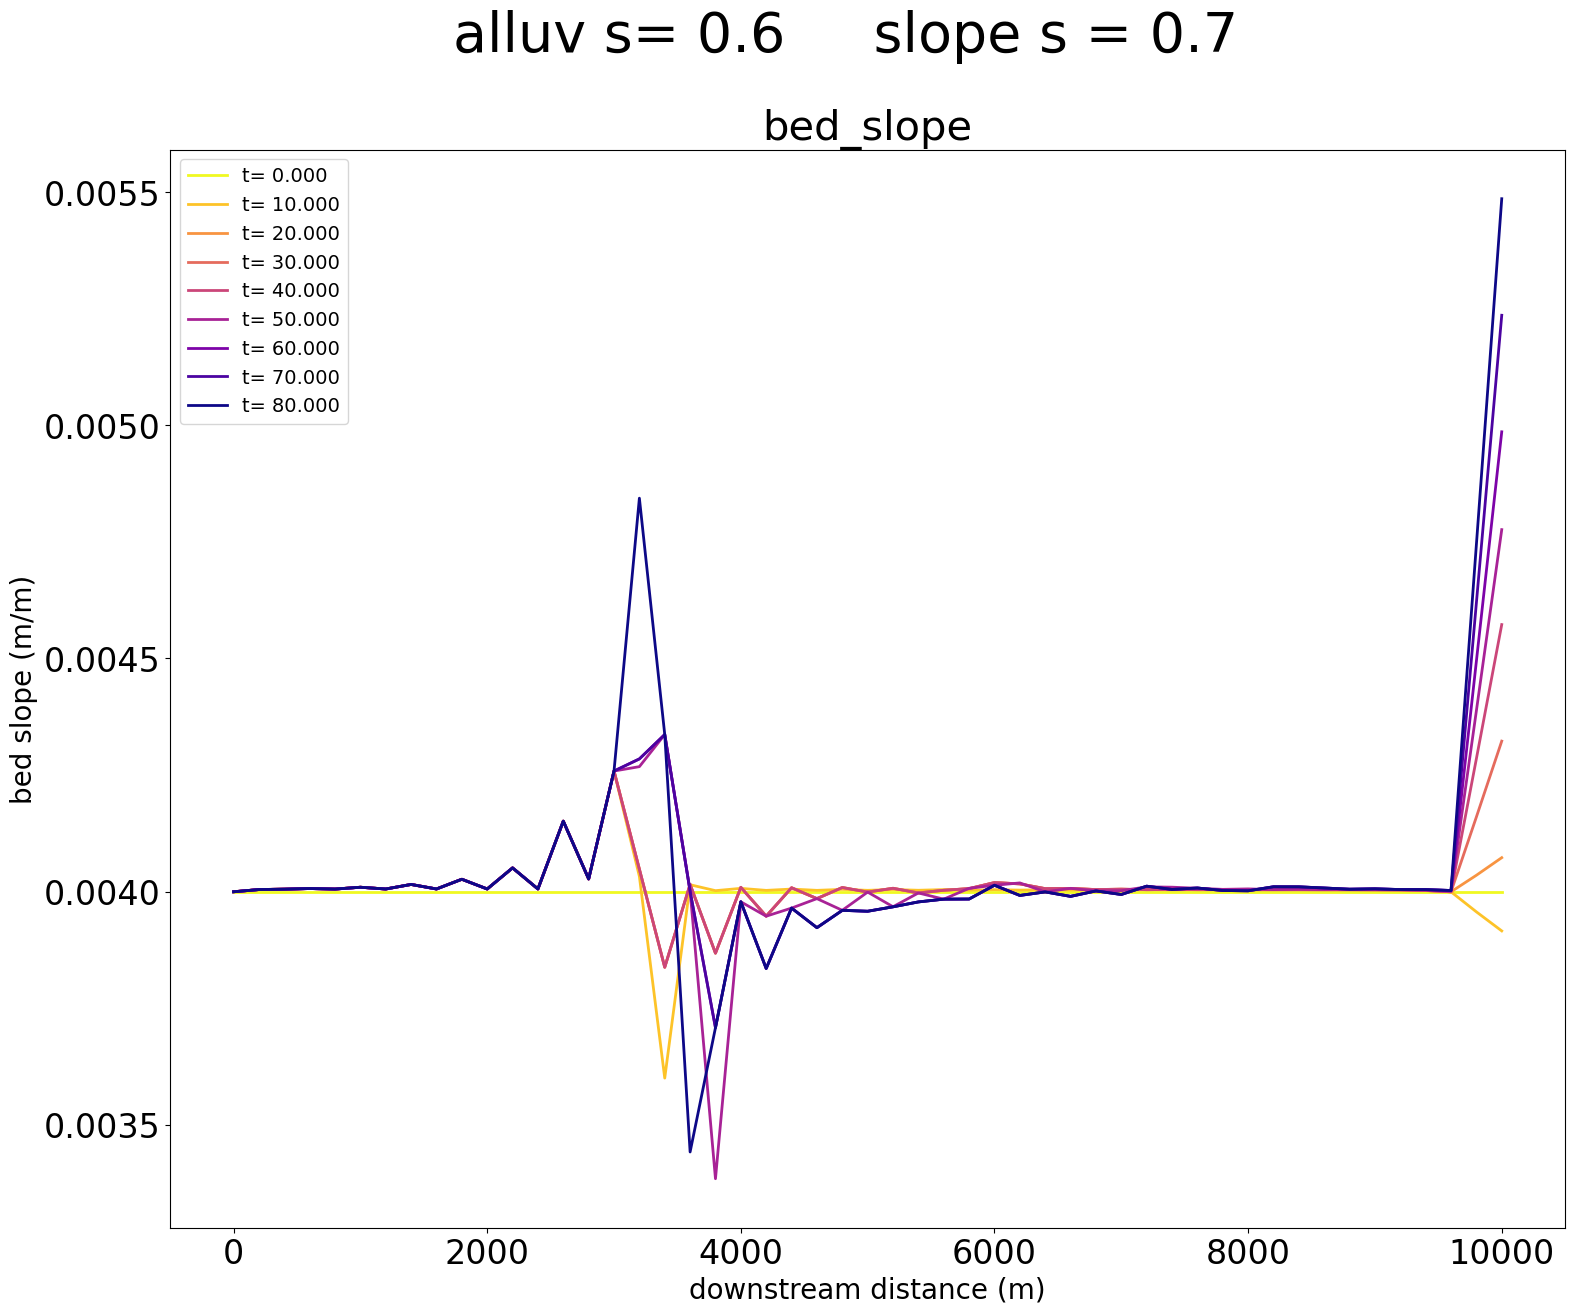 alluv s= 0.6     slope s = 0.7
bed_slope
t= 0.000
t= 10.000
t= 20.000
t= 30.000
t= 40.000
t= 50.000
t= 60.000
t= 70.000
t= 80.000
0.0055
0.0050
0.0045
0.0040
0.0035
bed slope (m/m)
0 2000 4000 6000 8000 10000
downstream distance (m)